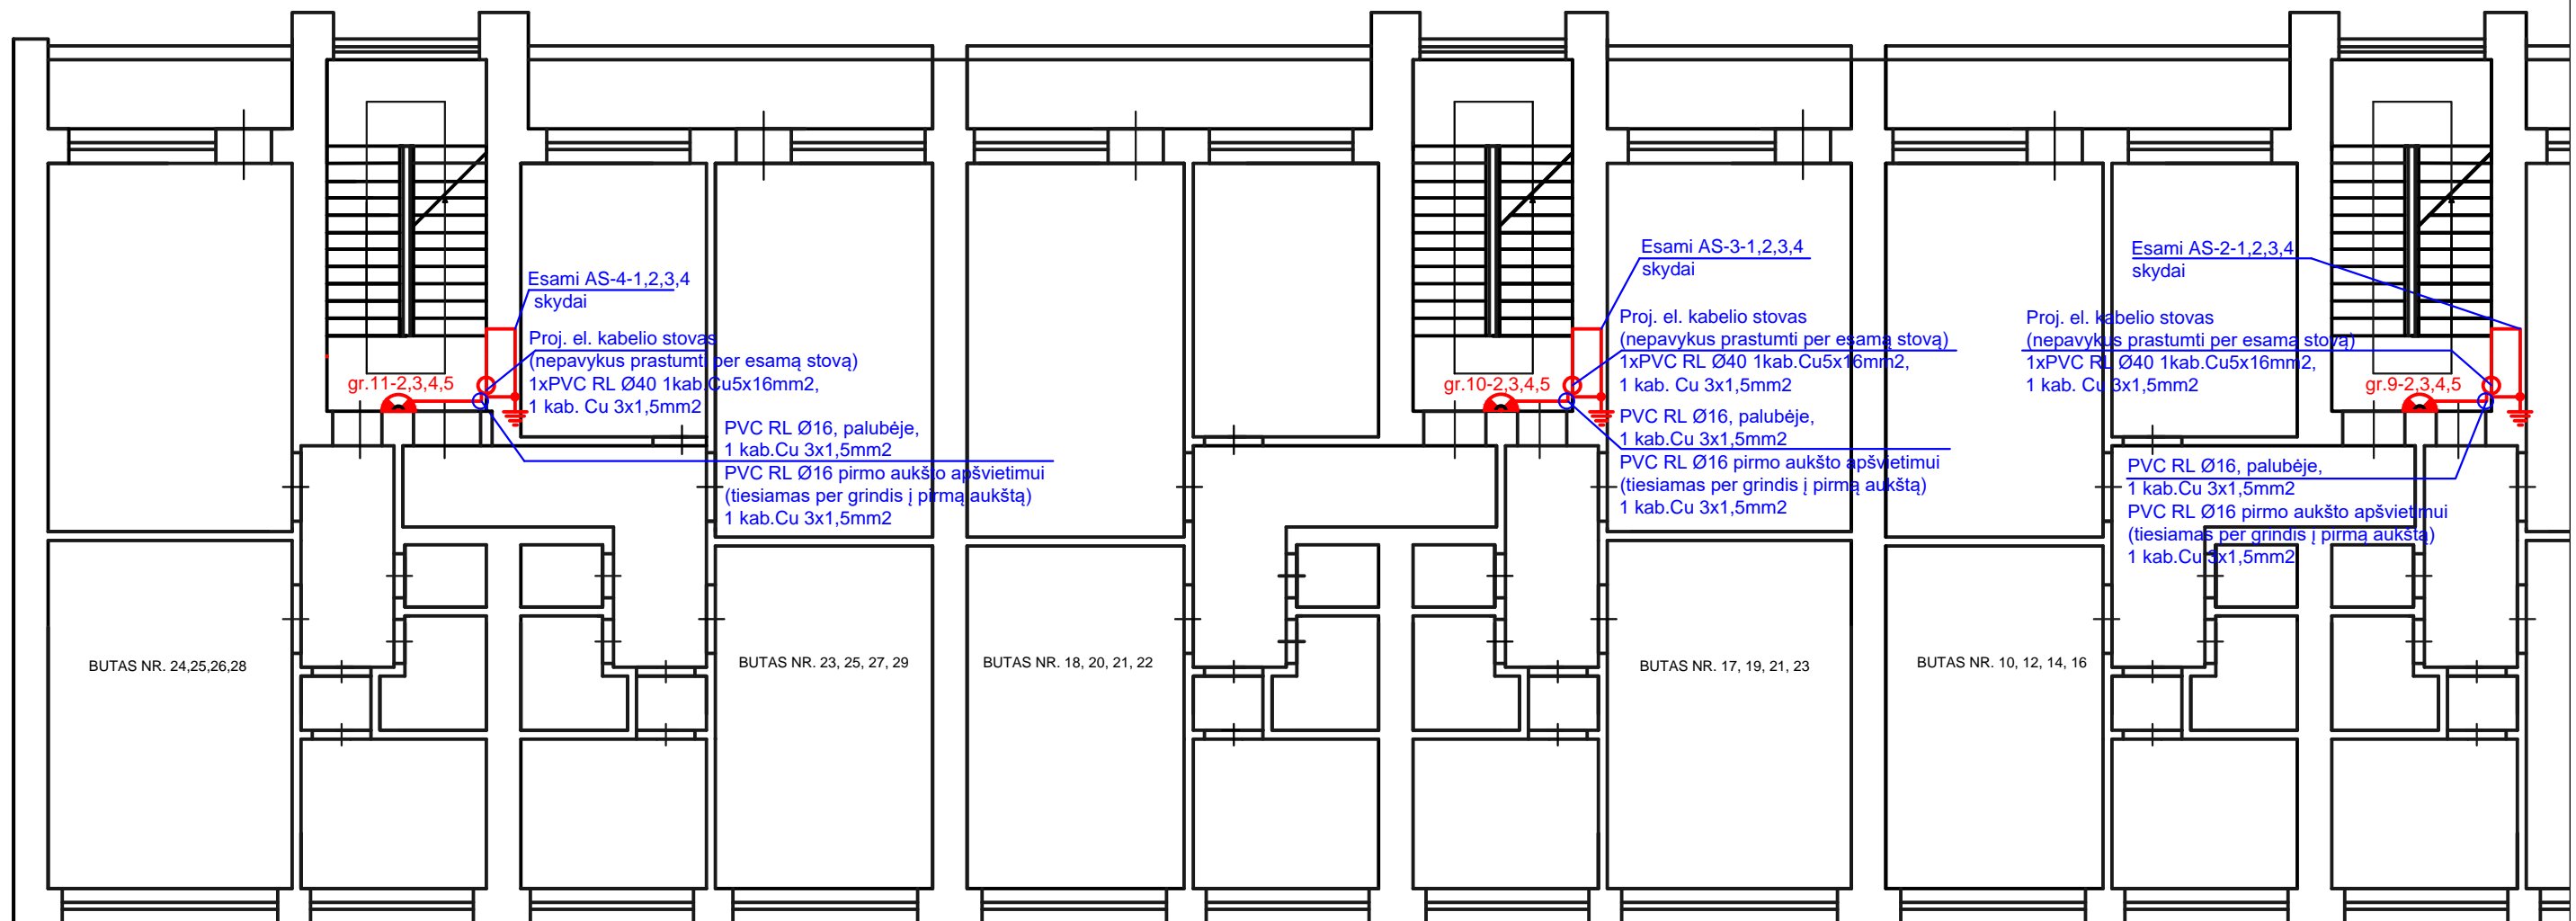 Esami AS-4-1,2,3,4
skydai
Proj. el. kabelio stovas
(nepavykus prastumti per esamą stovą)
1xPVC RL Ø40 1kab.Cu5x16mm2,
1 kab. Cu 3x1,5mm2
gr.11-2,3,4,5
PVC RL Ø16, palubėje,
1 kab.Cu 3x1,5mm2
PVC RL Ø16 pirmo aukšto apšvietimui
(tiesiamas per grindis į pirmą aukštą)
1 kab.Cu 3x1,5mm2
Esami AS-3-1,2,3,4
skydai
Proj. el. kabelio stovas
(nepavykus prastumti per esamą stovą)
1xPVC RL Ø40 1kab.Cu5x16mm2,
1 kab. Cu 3x1,5mm2
gr.10-2,3,4,5
PVC RL Ø16, palubėje,
1 kab.Cu 3x1,5mm2
PVC RL Ø16 pirmo aukšto apšvietimui
(tiesiamas per grindis į pirmą aukštą)
1 kab.Cu 3x1,5mm2
Esami AS-2-1,2,3,4
skydai
Proj. el. kabelio stovas
(nepavykus prastumti per esamą stovą)
1xPVC RL Ø40 1kab.Cu5x16mm2,
1 kab. Cu 3x1,5mm2
gr.9-2,3,4,5
PVC RL Ø16, palubėje,
1 kab.Cu 3x1,5mm2
PVC RL Ø16 pirmo aukšto apšvietimui
(tiesiamas per grindis į pirmą aukštą)
1 kab.Cu 3x1,5mm2
BUTAS NR. 24,25,26,28
BUTAS NR. 23, 25, 27, 29
BUTAS NR. 18, 20, 21, 22
BUTAS NR. 17, 19, 21, 23
BUTAS NR. 10, 12, 14, 16